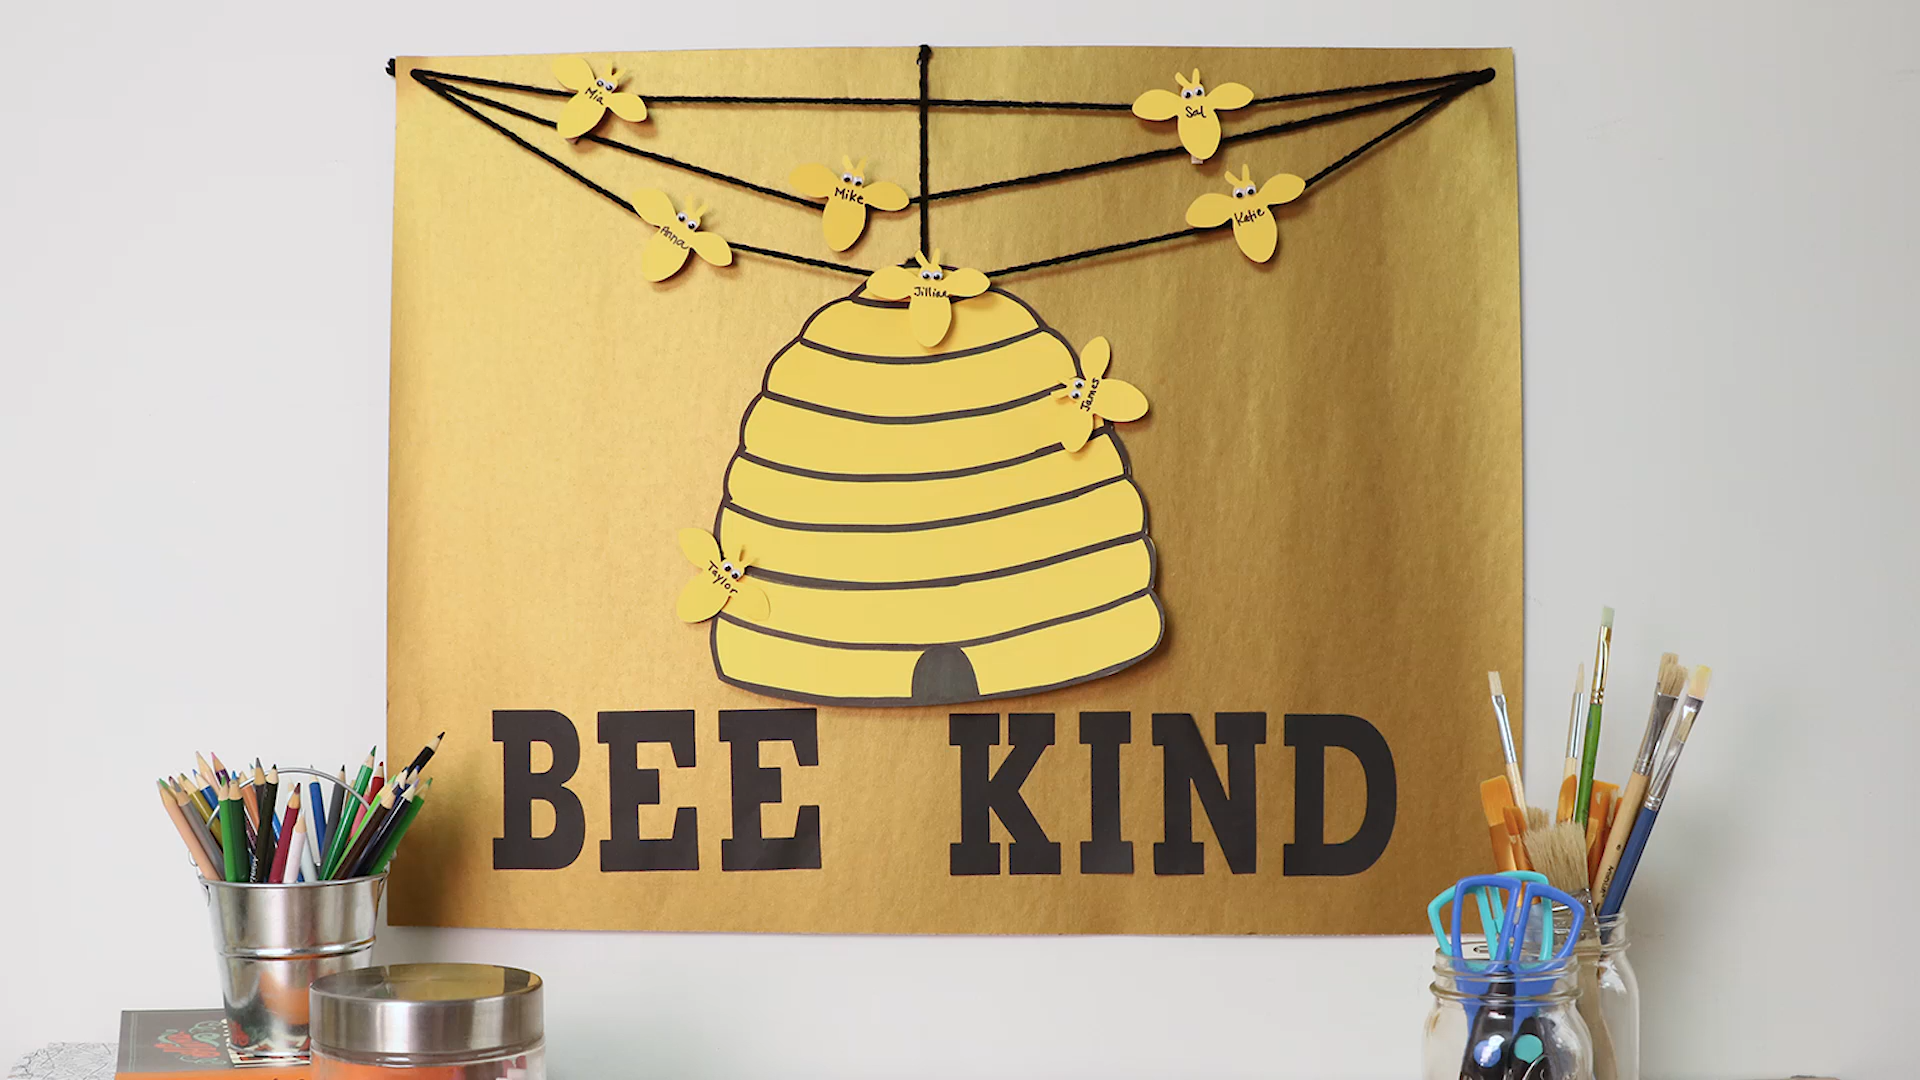 Mia
Sal
Mike
Anna
Katie
Jillian
James
Taylor
BEE KIND